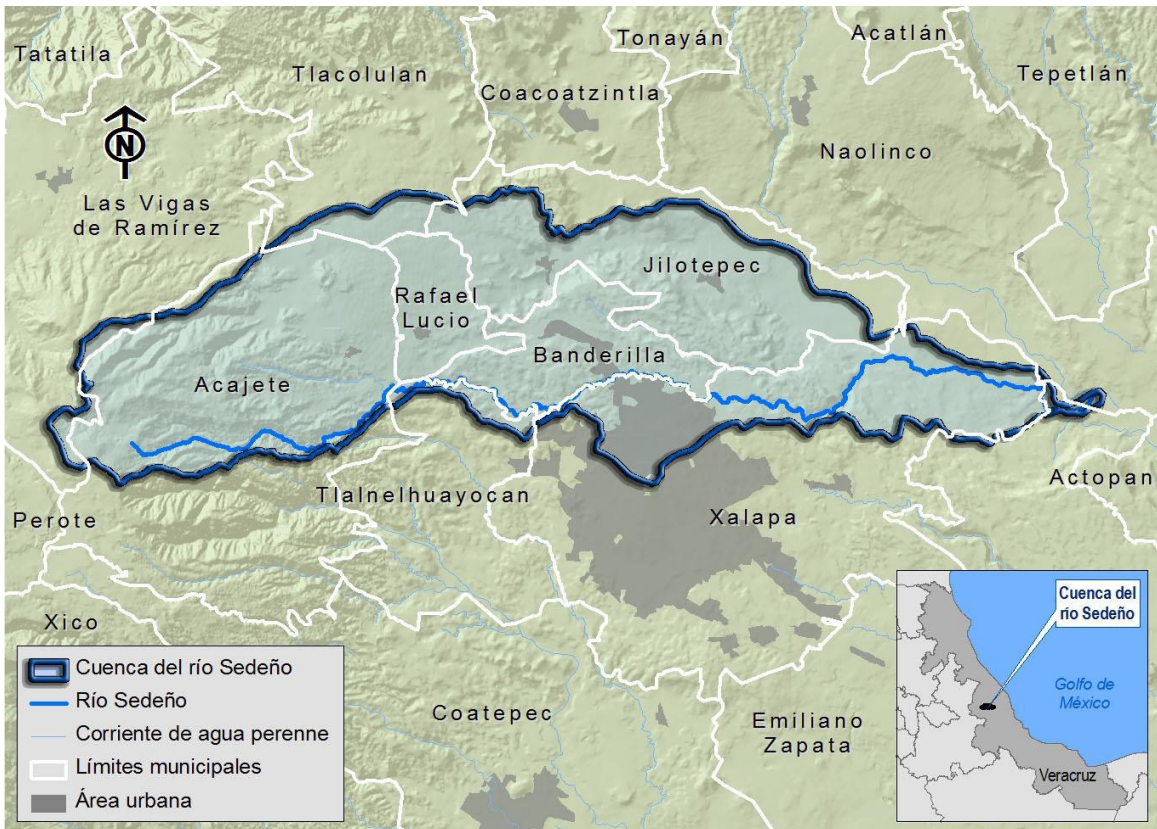 Tatatila
Tlacolulan
Tonayán
Acatlán
Tepetlán
Coacoatzintla
Naolinco
N
Las Vigas
de Ramírez
Jilotepec
Rafael
Lucio
Banderilla
Acajete
Actopan
Tlalnelhuayocan
Perote
Xalapa
Xico
Coatepec
Emiliano
Zapata
Cuenca del río Sedeño
Río Sedeño
Corriente de agua perenne
Límites municipales
Área urbana
Cuenca del
río Sedeño
Golfo de
México
Veracruz